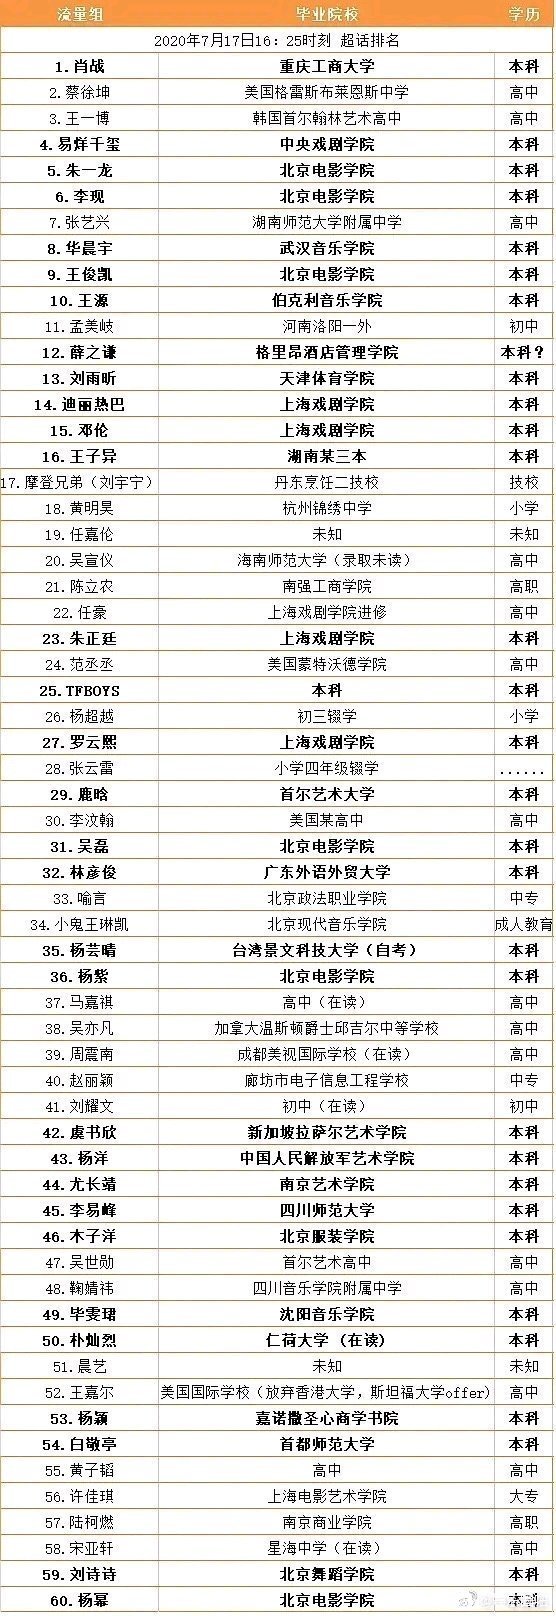 流量组 毕业院校 学历
2020年7月17日16：25时刻 超话排名
1.肖战 重庆工商大学 本科
2.蔡徐坤 美国格雷斯布莱恩斯中学 高中
3.王一博 韩国首尔翰林艺术高中 高中
4.易烊千玺 中央戏剧学院 本科
5.朱一龙 北京电影学院 本科
6.李现 北京电影学院 本科
7.张艺兴 湖南师范大学附属中学 高中
8.华晨宇 武汉音乐学院 本科
9.王俊凯 北京电影学院 本科
10.王源 伯克利音乐学院 本科
11.孟美岐 河南洛阳一外 初中
12.薛之谦 格里昂酒店管理学院 本科？
13.刘雨昕 天津体育学院 本科
14.迪丽热巴 上海戏剧学院 本科
15.邓伦 上海戏剧学院 本科
16.王子异 湖南某三本 本科
17.摩登兄弟（刘宇宁） 丹东烹饪二技校 技校
18.黄明昊 杭州锦绣中学 小学
19.任嘉伦 未知 未知
20.吴宣仪 海南师范大学（录取未读） 高中
21.陈立农 南强工商学院 高职
22.任豪 上海戏剧学院进修 高中
23.朱正廷 上海戏剧学院 本科
24.范丞丞 美国蒙特沃德学院 高中
25.TFBOYS 本科 本科
26.杨超越 初三辍学 小学
27.罗云熙 上海戏剧学院 本科
28.张云雷 小学四年级辍学 ......
29.鹿晗 首尔艺术大学 本科
30.李汶翰 美国某高中 高中
31.吴磊 北京电影学院 本科
32.林彦俊 广东外语外贸大学 本科
33.喻言 北京政法职业学院 中专
34.小鬼王琳凯 北京现代音乐学院 成人教育
35.杨芸晴 台湾景文科技大学（自考） 本科
36.杨紫 北京电影学院 本科
37.马嘉祺 高中（在读） 高中
38.吴亦凡 加拿大温斯顿爵士邱吉尔中等学校 高中
39.周震南 成都美视国际学校（在读） 高中
40.赵丽颖 廊坊市电子信息工程学校 中专
41.刘耀文 初中（在读） 初中
42.虞书欣 新加坡拉萨尔艺术学院 本科
43.杨洋 中国人民解放军艺术学院 本科
44.尤长靖 南京艺术学院 本科
45.李易峰 四川师范大学 本科
46.木子洋 北京服装学院 本科
47.吴世勋 首尔艺术高中 高中
48.鞠婧祎 四川音乐学院附属中学 高中
49.毕雯珺 沈阳音乐学院 本科
50.朴灿烈 仁荷大学（在读） 本科
51.晨艺 未知 未知
52.王嘉尔 美国国际学校（放弃香港大学，斯坦福大学offer） 高中
53.杨颖 嘉诺撒圣心商学书院 本科
54.白敬亭 首都师范大学 本科
55.黄子韬 高中 高中
56.许佳琪 上海电影艺术学院 大专
57.陆柯燃 南京商业学院 高职
58.宋亚轩 星海中学（在读） 高中
59.刘诗诗 北京舞蹈学院 本科
60.杨幂 北京电影学院 本科